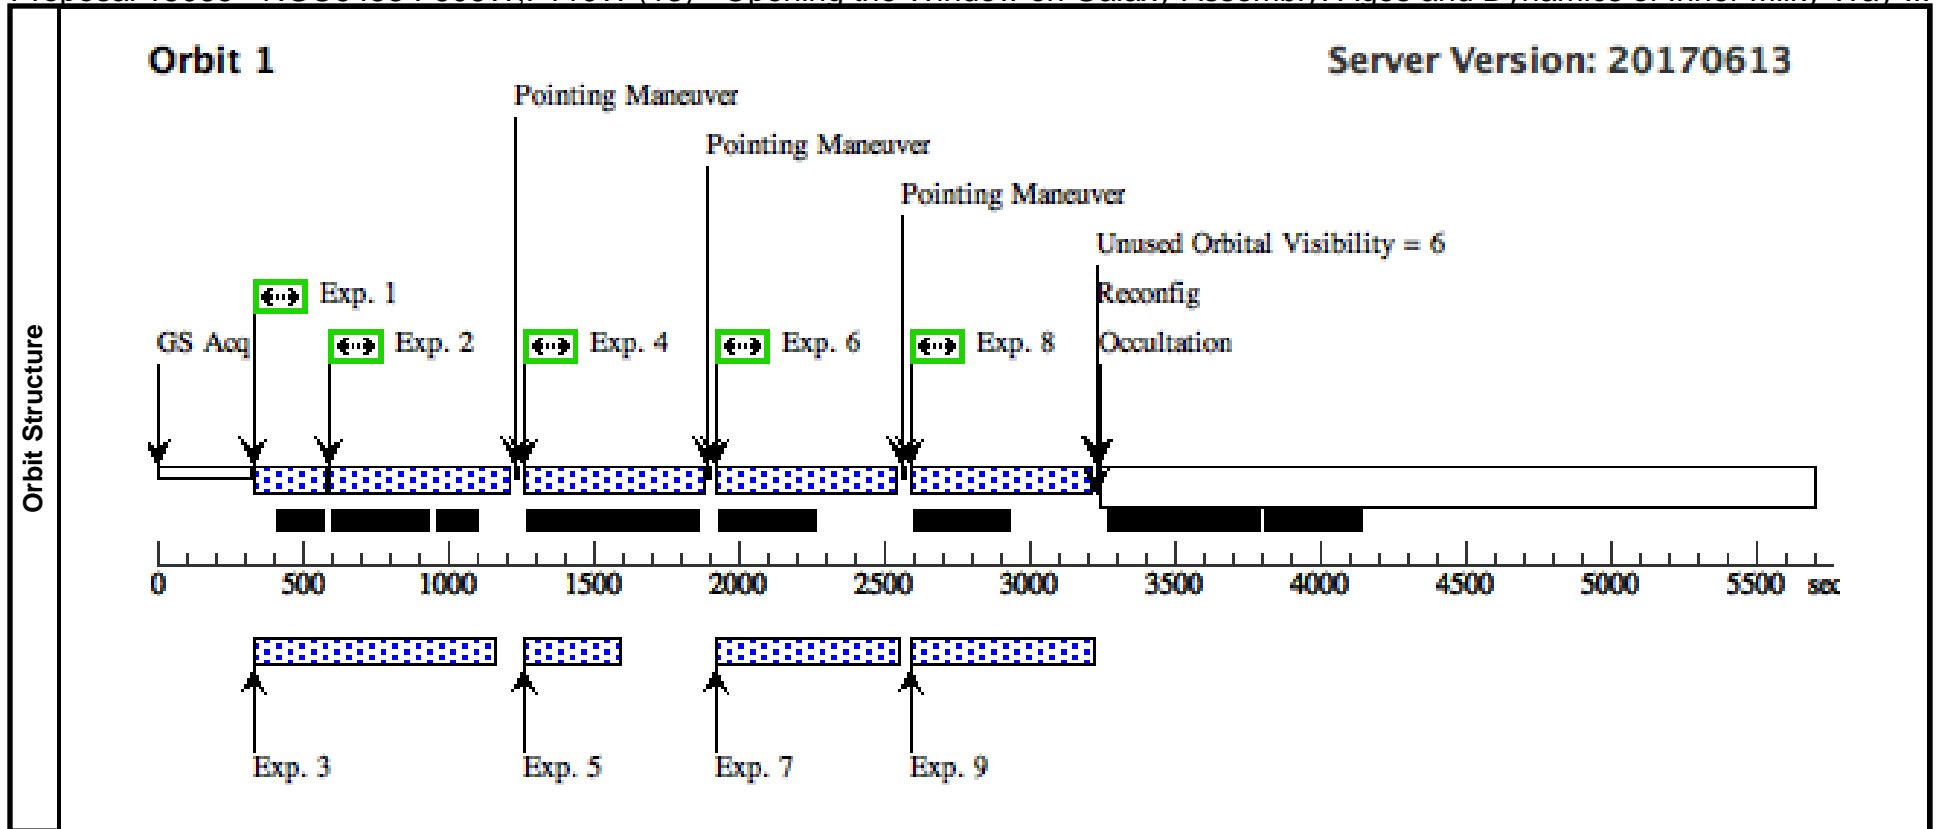 Orbit 1
Server Version: 20170613
Pointing Maneuver
Pointing Maneuver
Pointing Maneuver
Unused Orbital Visibility = 6
Exp. 1
Reconfig
GS Acq
Exp. 2
Exp. 4
Exp. 6
Exp. 8
Occultation
Orbit Structure
0 500 1000 1500 2000 2500 3000 3500 4000 4500 5000 5500 sec
Exp. 3
Exp. 5
Exp. 7
Exp. 9